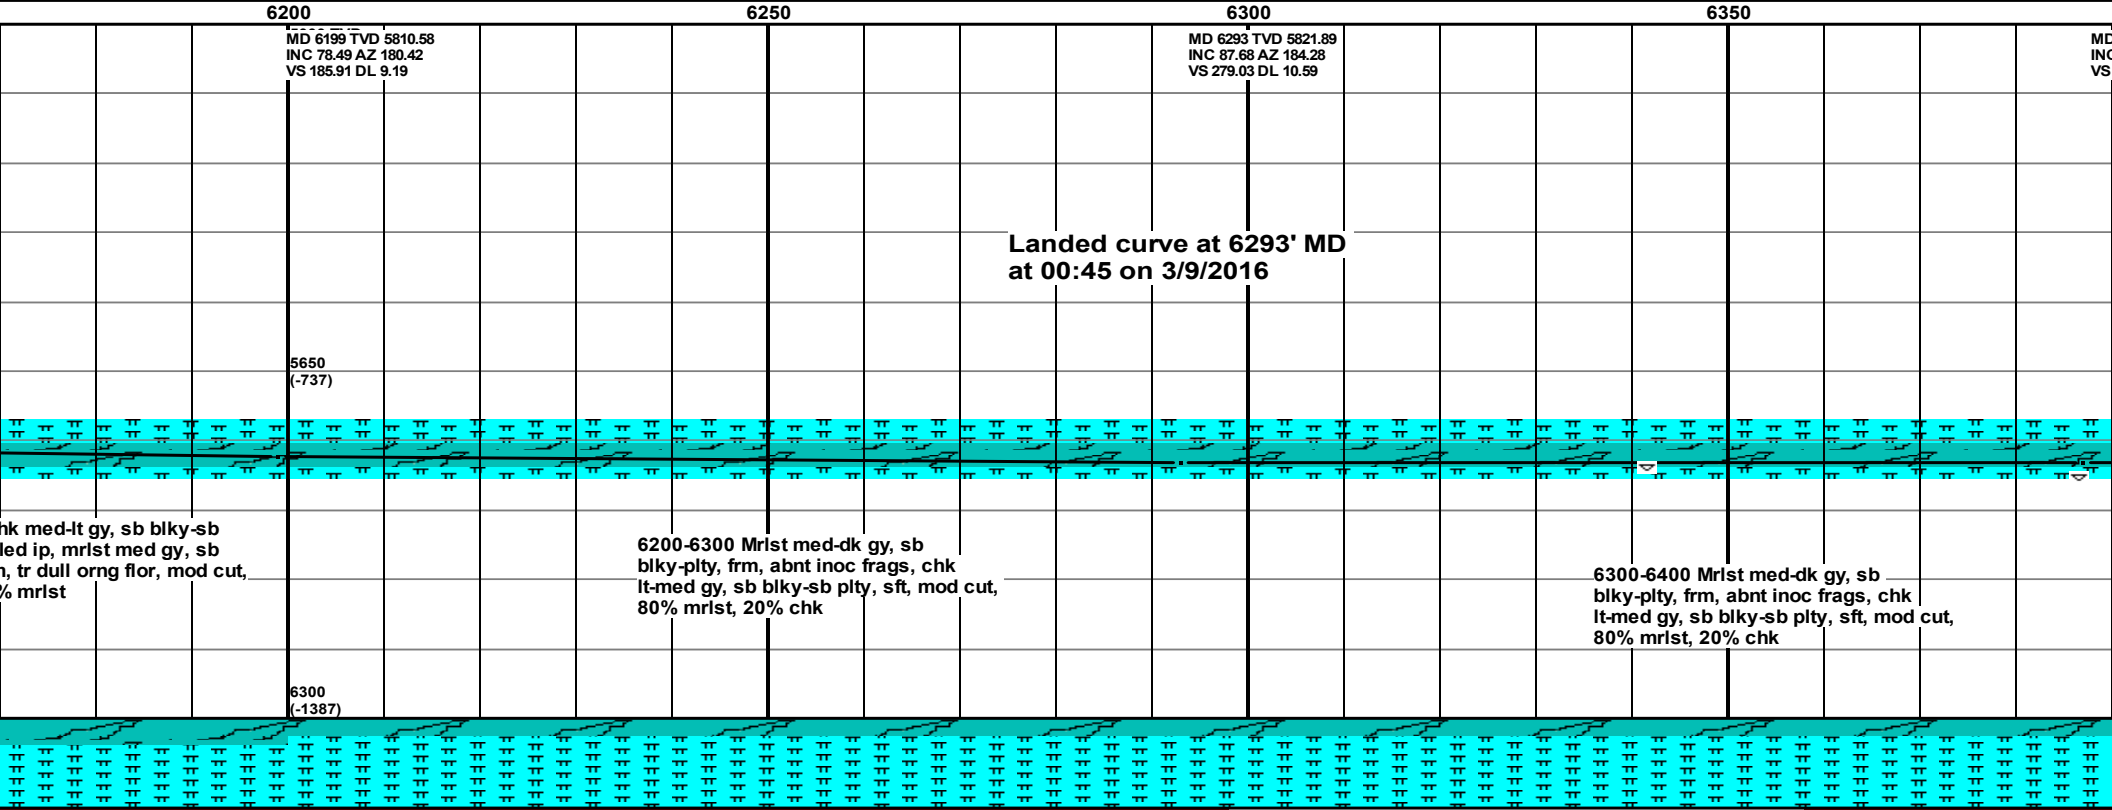 6200 6250 6300 6350
MD 6199 TVD 5810.58
INC 78.49 AZ 180.42
VS 185.91 DL 9.19
MD 6293 TVD 5821.89
INC 87.68 AZ 184.28
VS 279.03 DL 10.59
MD
INC
VS
Landed curve at 6293' MD
at 00:45 on 3/9/2016
5650
(-737)
hk med-lt gy, sb blky-sb
led ip, mrlst med gy, sb
tr dull orng flor, mod cut,
% mrlst
6200-6300 Mrlst med-dk gy, sb
blky-plty, frm, abnt inoc frags, chk
lt-med gy, sb blky-sb plty, sft, mod cut,
80% mrlst, 20% chk
6300-6400 Mrlst med-dk gy, sb
blky-plty, frm, abnt inoc frags, chk
lt-med gy, sb blky-sb plty, sft, mod cut,
80% mrlst, 20% chk
6300
(-1387)